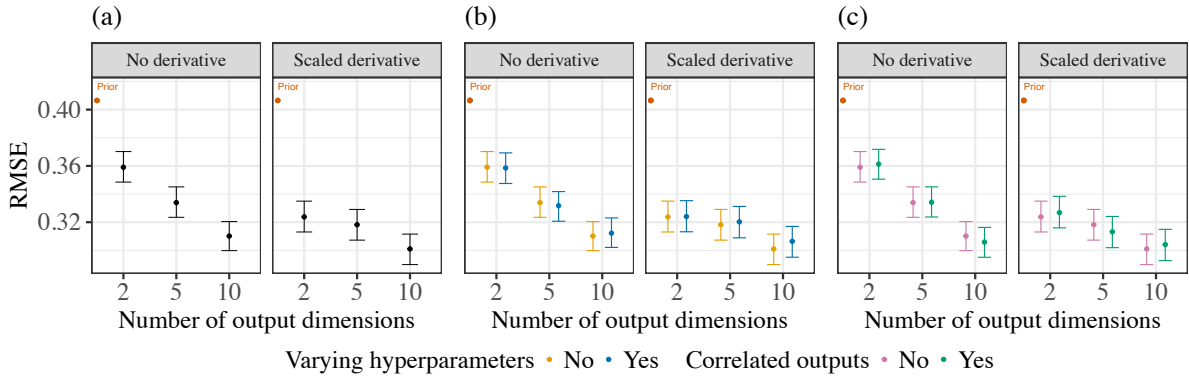 (a)
(b)
(c)
No derivative
Scaled derivative
No derivative
Scaled derivative
No derivative
Scaled derivative
Prior
Prior
Prior
Prior
Prior
Prior
RMSE
0.40
0.36
0.32
2 5 10
2 5 10
2 5 10
2 5 10
2 5 10
2 5 10
Number of output dimensions
Number of output dimensions
Number of output dimensions
Varying hyperparameters No Yes
Correlated outputs No Yes